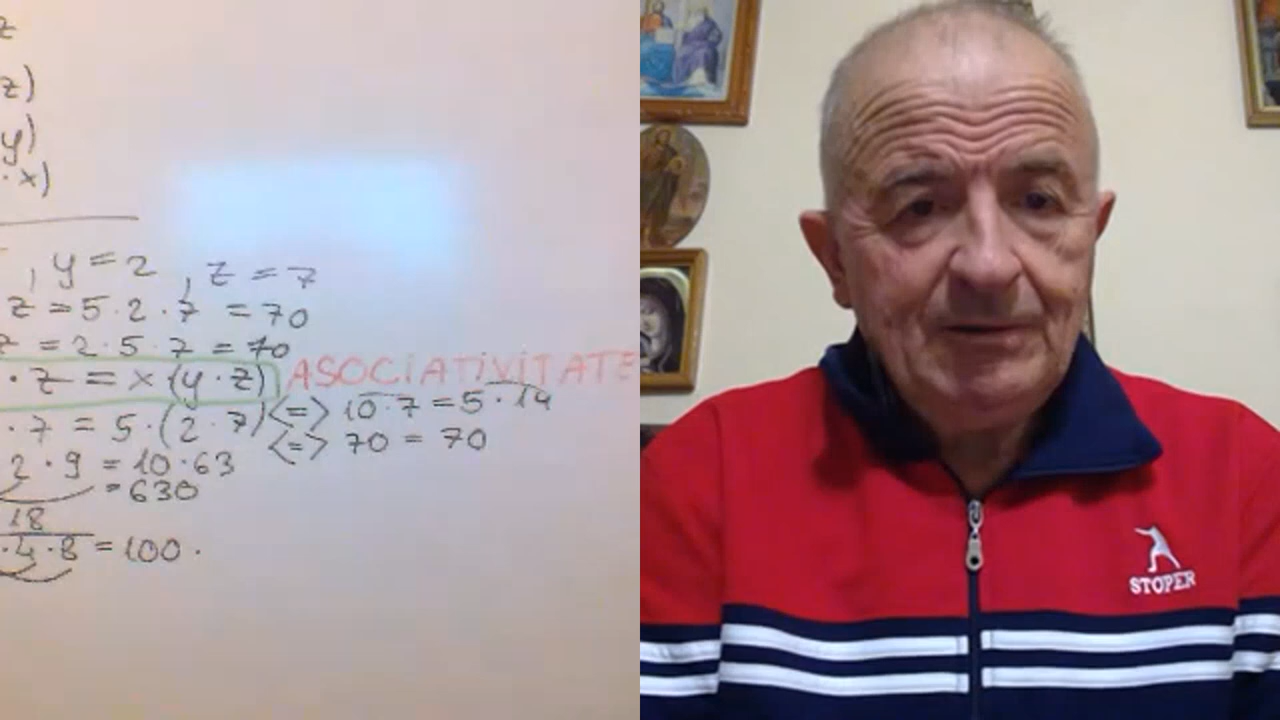 z
z)
y)
· x)
, y = 2 , z = 7
z = 5 · 2 · 7 = 70
z = 2 · 5 · 7 = 70
· z = x (y · z) ASOCIATIVITATE
· 7 = 5 · (2 · 7) <=> 10 · 7 = 5 · 14
<=> 70 = 70
2 · 9 = 10 · 63
= 630
18
· 4 · 8 = 100 ·
STOPER